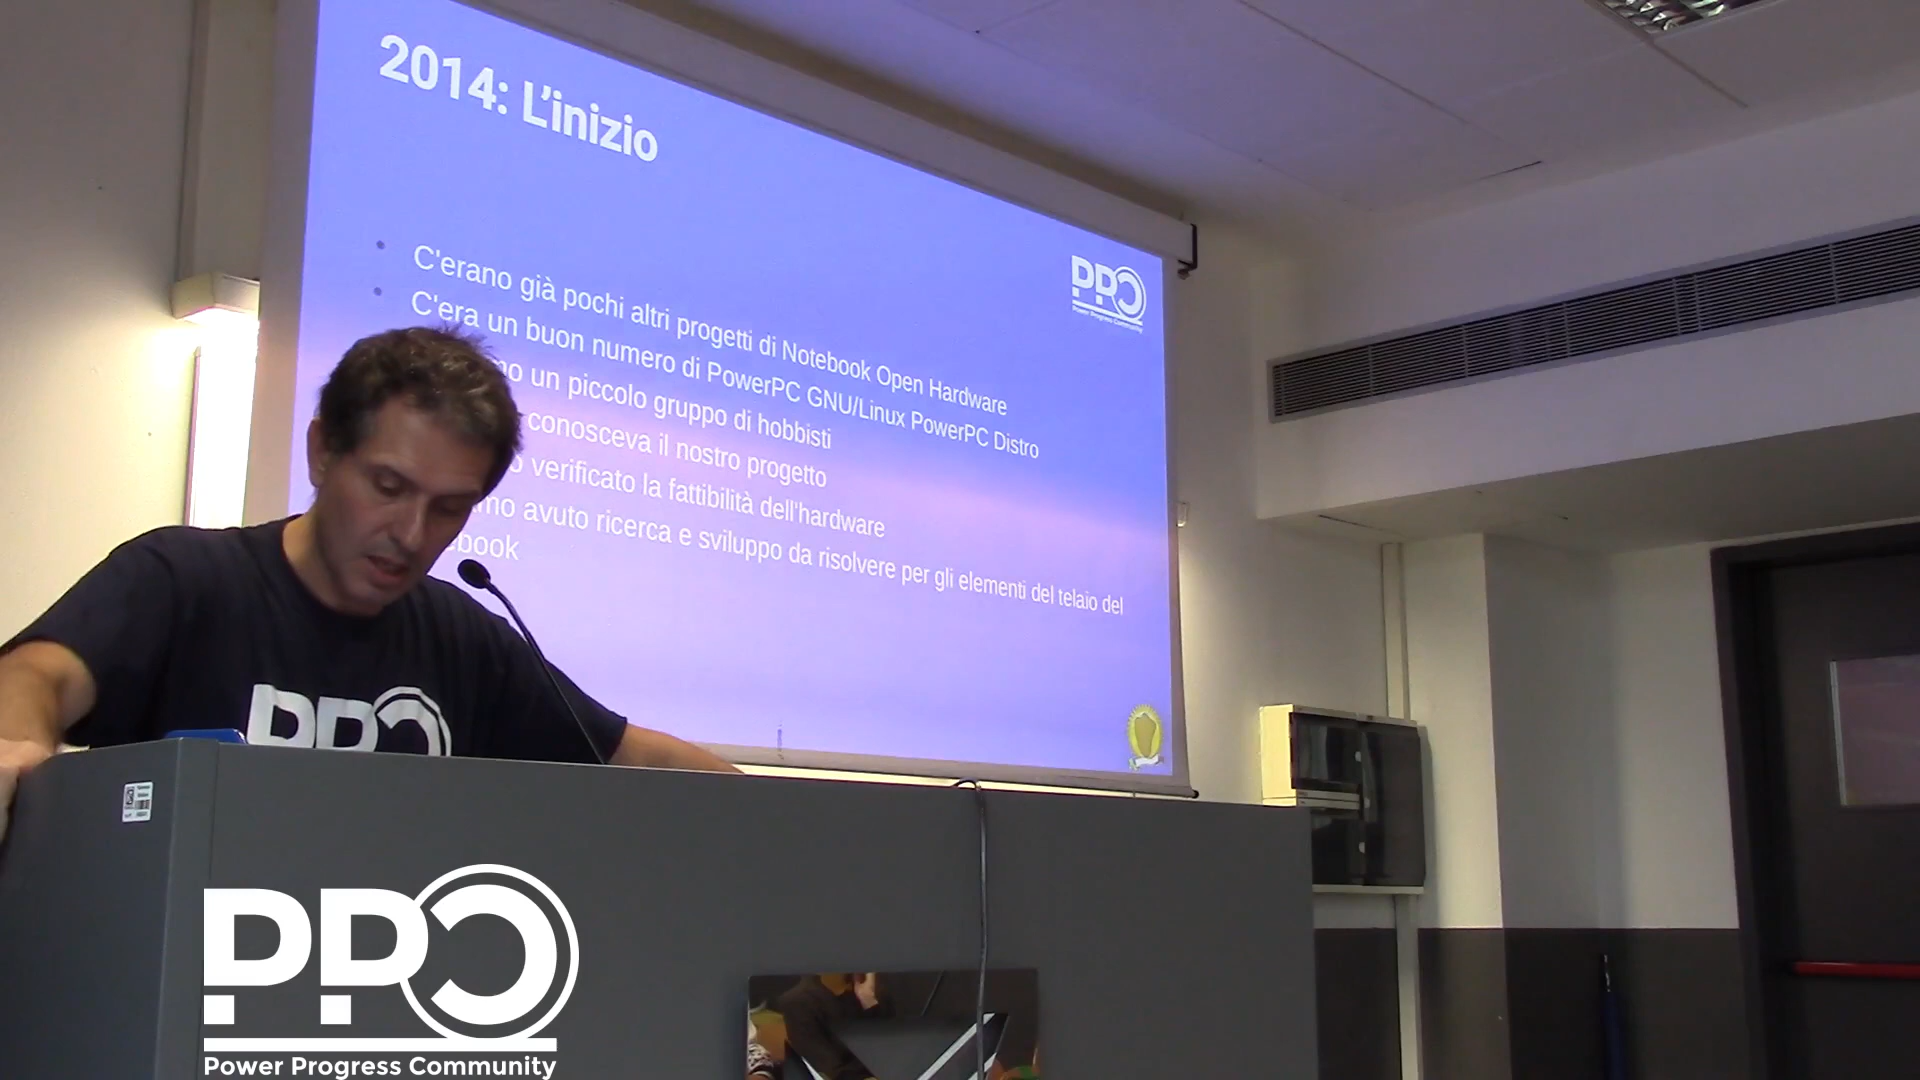 2014: L'inizio
C'erano già pochi altri progetti di Notebook Open Hardware
C'era un buon numero di PowerPC GNU/Linux PowerPC Distro
un piccolo gruppo di hobbisti
conosceva il nostro progetto
verificato la fattibilità dell'hardware
avuto ricerca e sviluppo da risolvere per gli elementi del telaio del
PPC
Power Progress Community
PPC
PPC
Power Progress Community